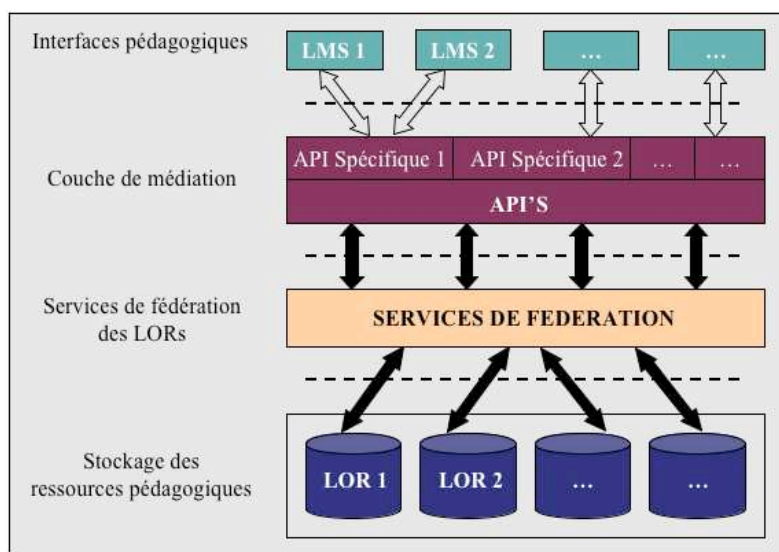 Interfaces pédagogiques
LMS 1
LMS 2
...
...
Couche de médiation
API Spécifique 1
API Spécifique 2
...
...
API'S
Services de fédération
des LORs
SERVICES DE FEDERATION
Stockage des
ressources pédagogiques
LOR 1
LOR 2
...
...